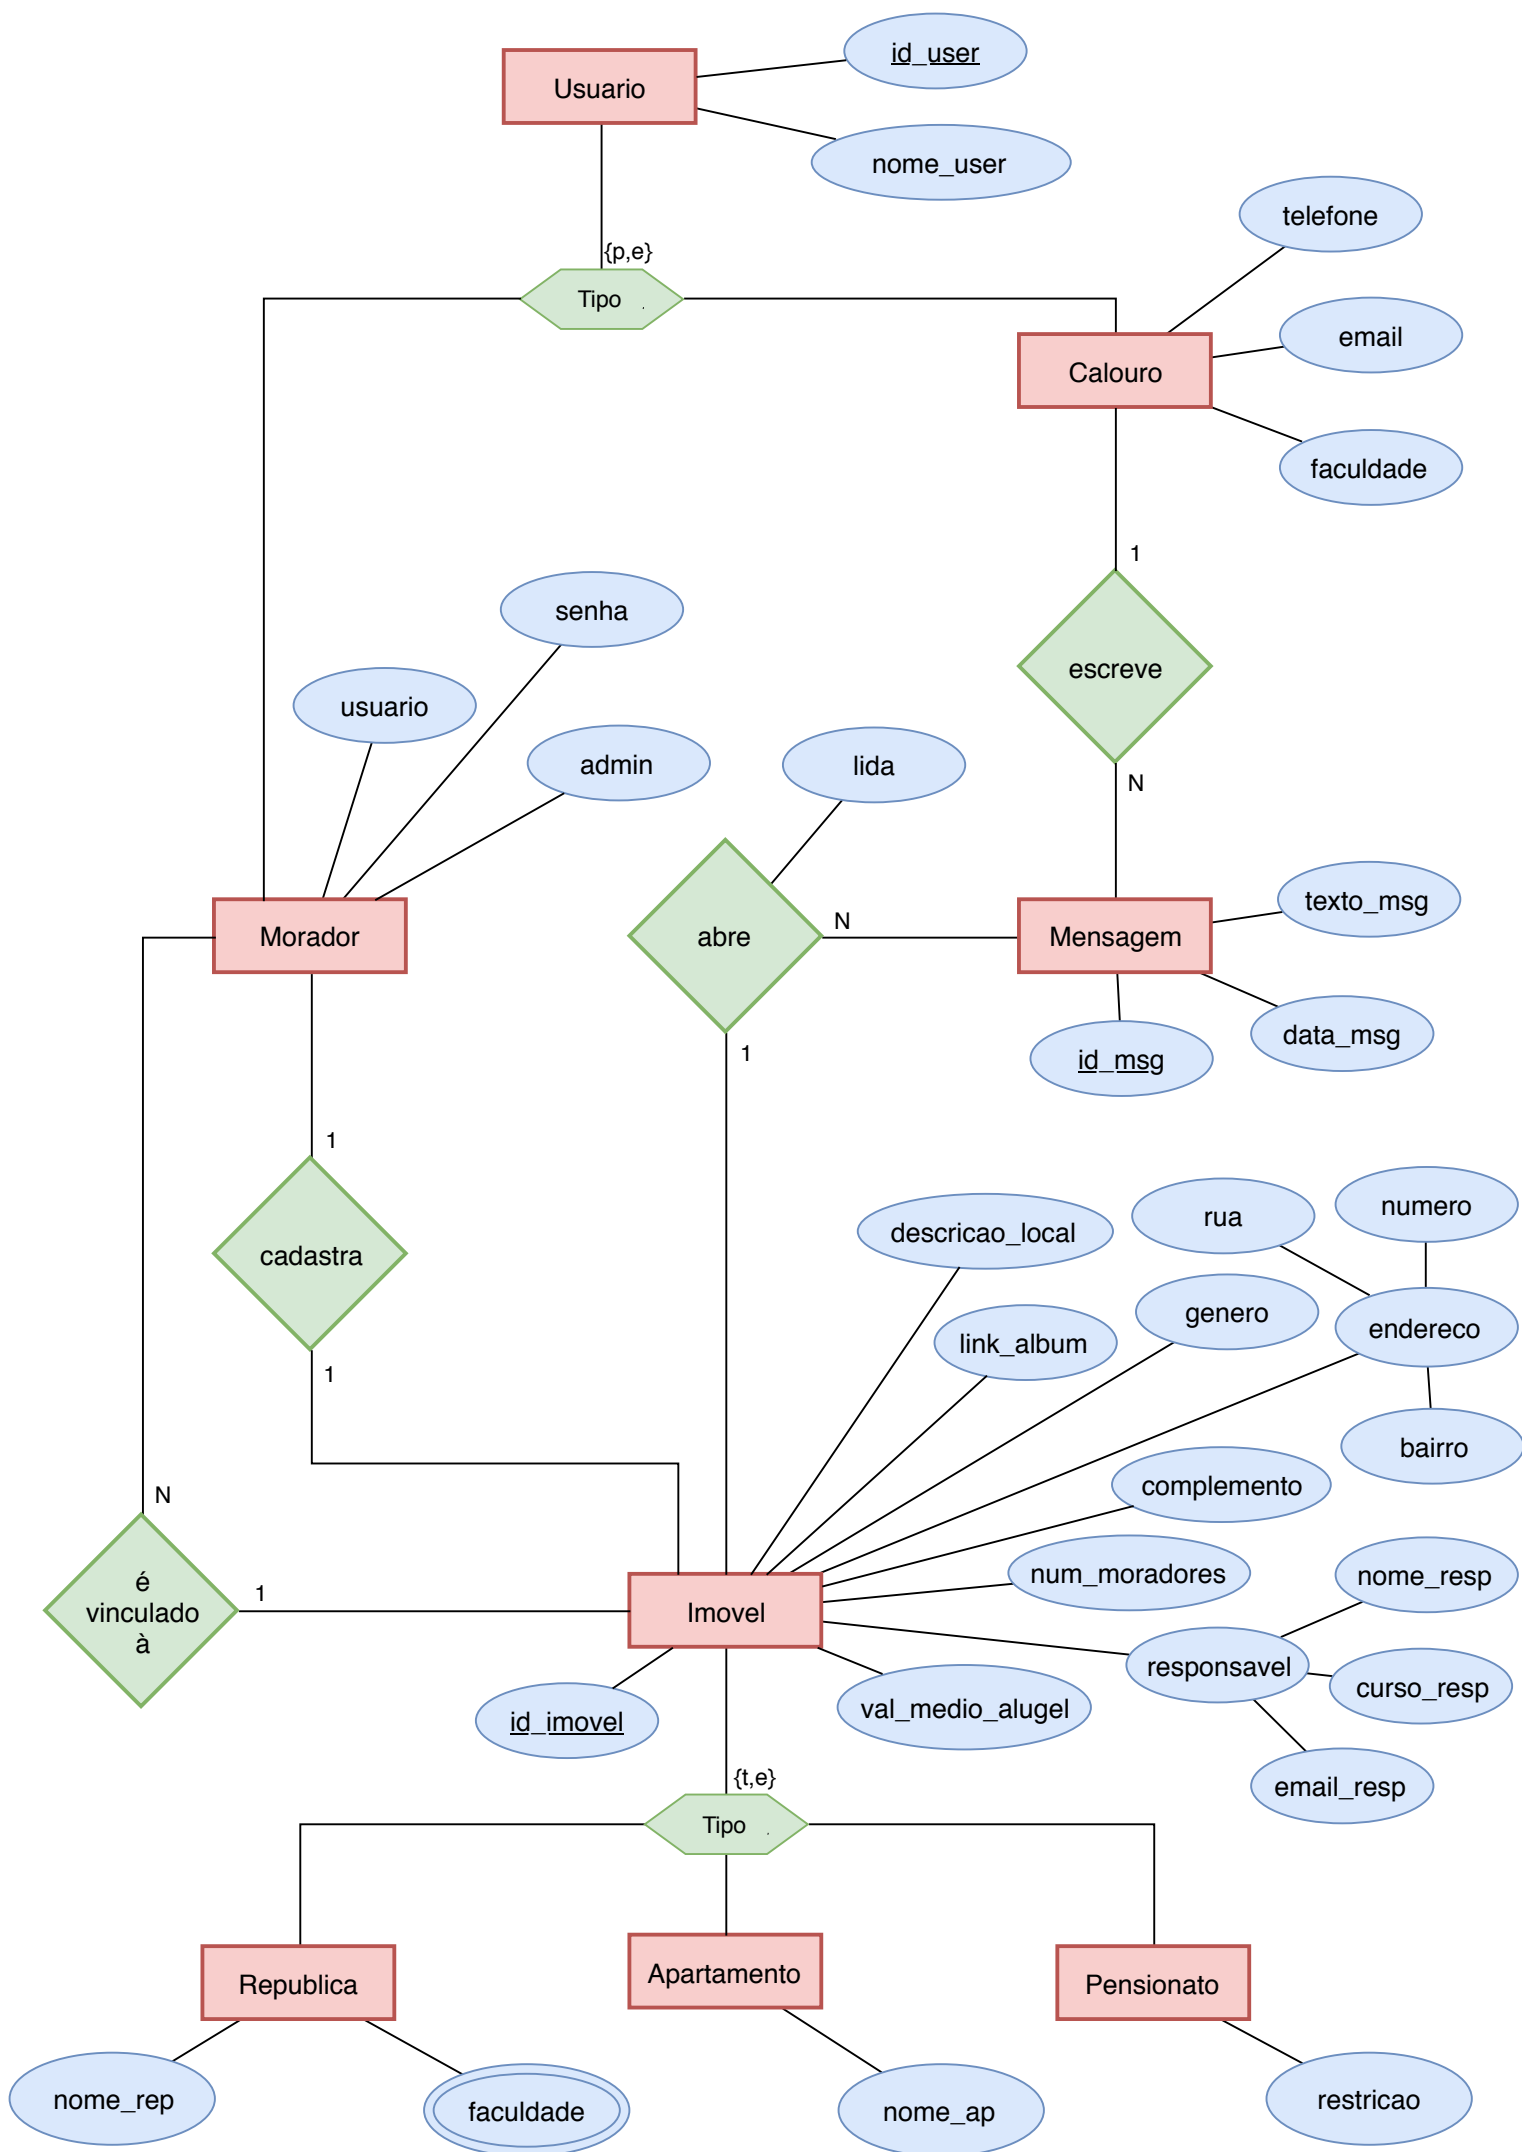 id_user
Usuario
nome_user
telefone
{p,e}
Tipo
email
Calouro
faculdade
1
senha
escreve
usuario
admin
lida
N
texto_msg
N
Morador
abre
Mensagem
data_msg
1
id_msg
1
numero
rua
descricao_local
cadastra
genero
endereco
link_album
1
bairro
complemento
N
num_moradores
nome_resp
é
vinculado
à
1
Imovel
responsavel
curso_resp
val_medio_alugel
id_imovel
{t,e}
email_resp
Tipo
Republica
Apartamento
Pensionato
nome_rep
faculdade
nome_ap
restricao